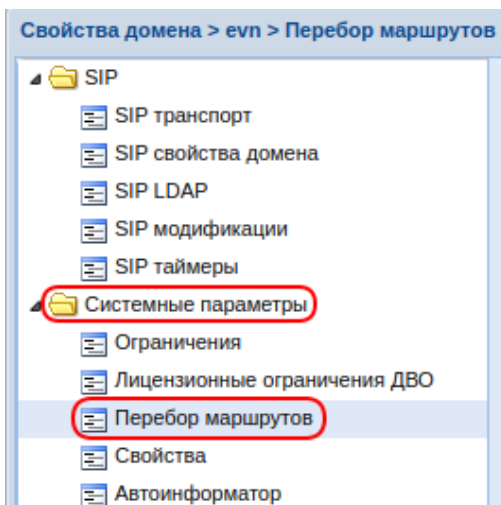 Свойства домена > evn > Перебор маршрутов
SIP
SIP транспорт
SIP свойства домена
SIP LDAP
SIP модификации
SIP таймеры
Системные параметры
Ограничения
Лицензионные ограничения ДВО
Перебор маршрутов
Свойства
Автоинформатор